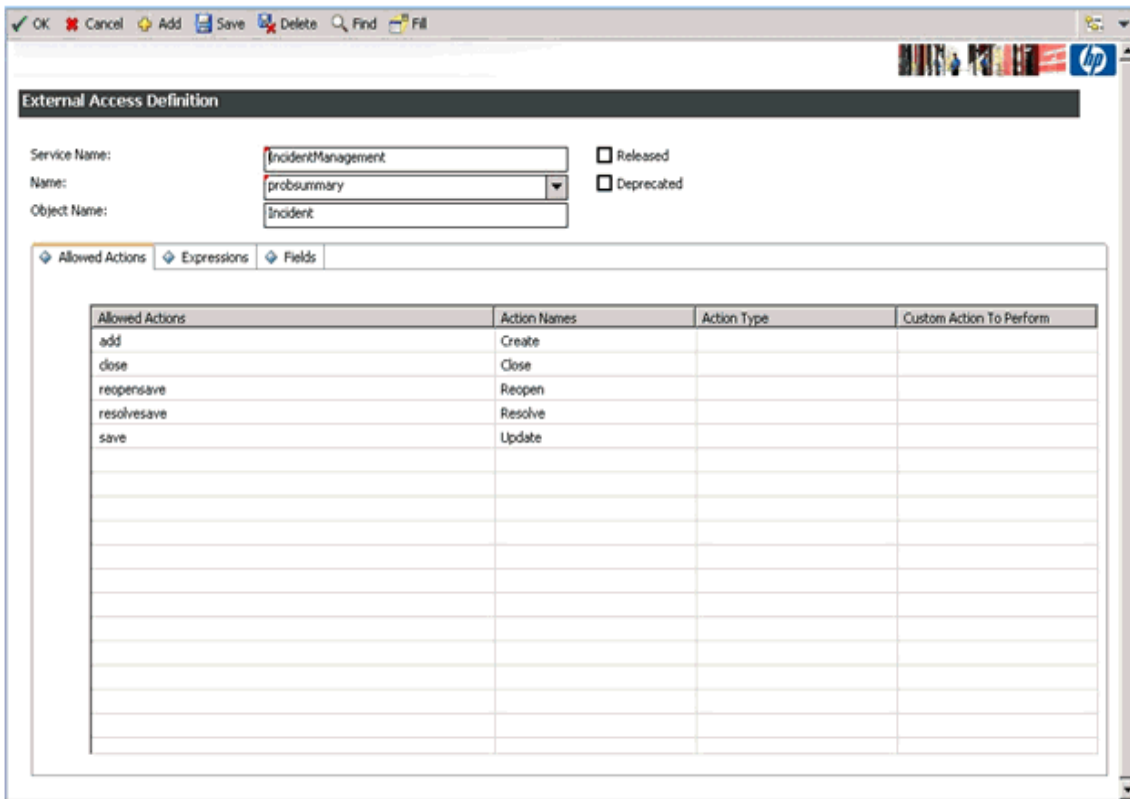 OK Cancel Add Save Delete Find Fill
hp
External Access Definition
Service Name: IncidentManagement Released
Name: probsummary Deprecated
Object Name: Incident
Allowed Actions Expressions Fields
Allowed Actions Action Names Action Type Custom Action To Perform
add Create
close Close
reopensave Reopen
resolvesave Resolve
save Update